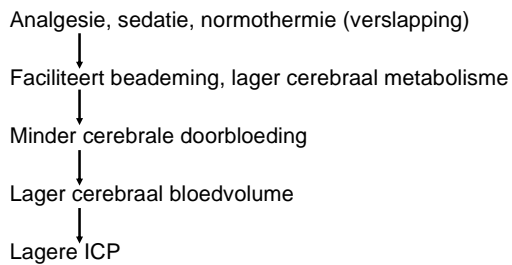 Analgesie, sedatie, normothermie (verslapping)
Faciliteert beademing, lager cerebraal metabolisme
Minder cerebrale doorbloeding
Lager cerebraal bloedvolume
Lagere ICP